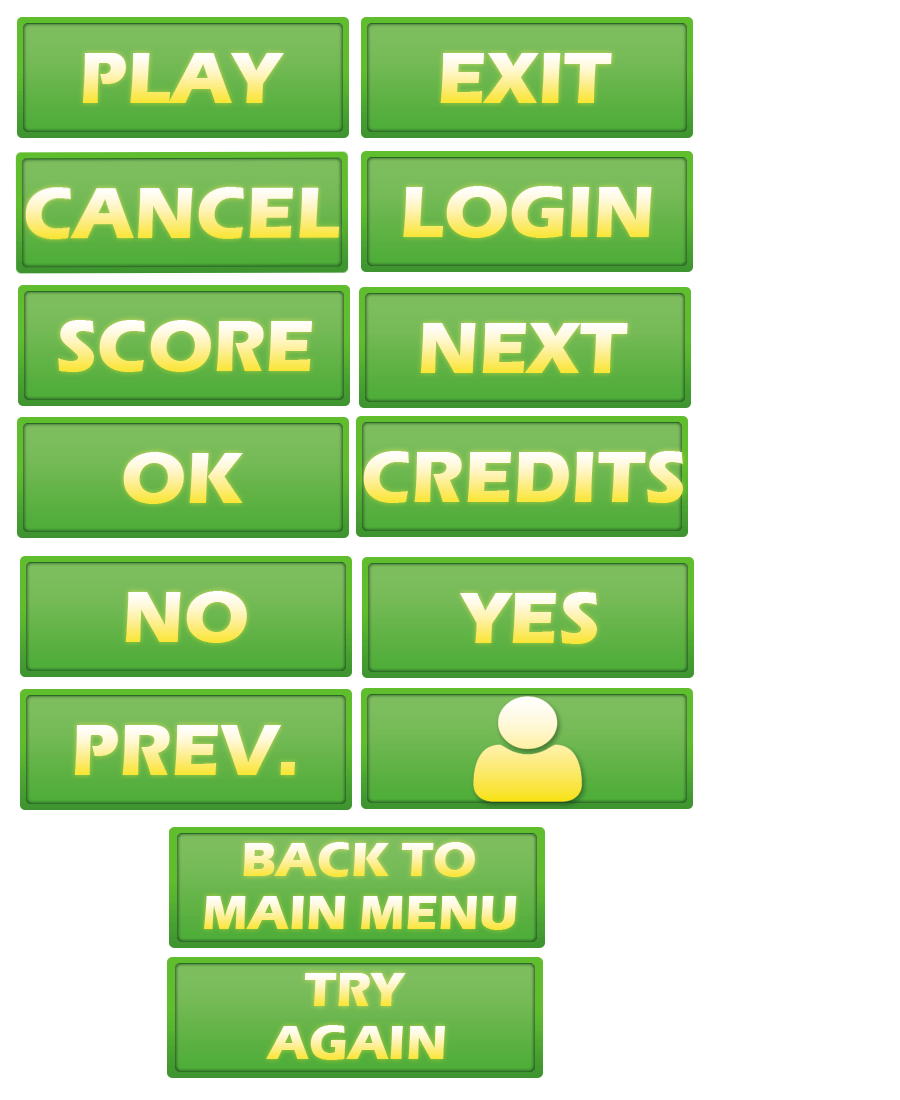 PLAY
EXIT
CANCEL
LOGIN
SCORE
NEXT
OK
CREDITS
NO
YES
PREV.
BACK TO
MAIN MENU
TRY
AGAIN